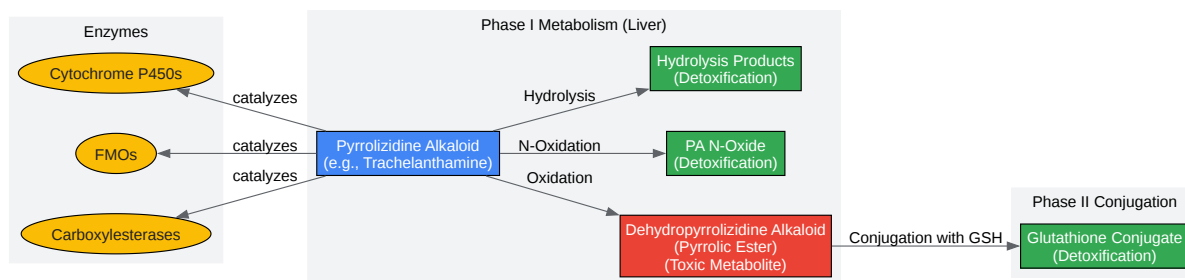 Enzymes
Cytochrome P450s
FMOs
Carboxylesterases
catalyzes
catalyzes
catalyzes
Phase I Metabolism (Liver)
Pyrrolizidine Alkaloid
(e.g., Trachelanthamine)
Hydrolysis
N-Oxidation
Oxidation
Hydrolysis Products
(Detoxification)
PA N-Oxide
(Detoxification)
Dehydropyrrolizidine Alkaloid
(Pyrrolic Ester)
(Toxic Metabolite)
Conjugation with GSH
Phase II Conjugation
Glutathione Conjugate
(Detoxification)